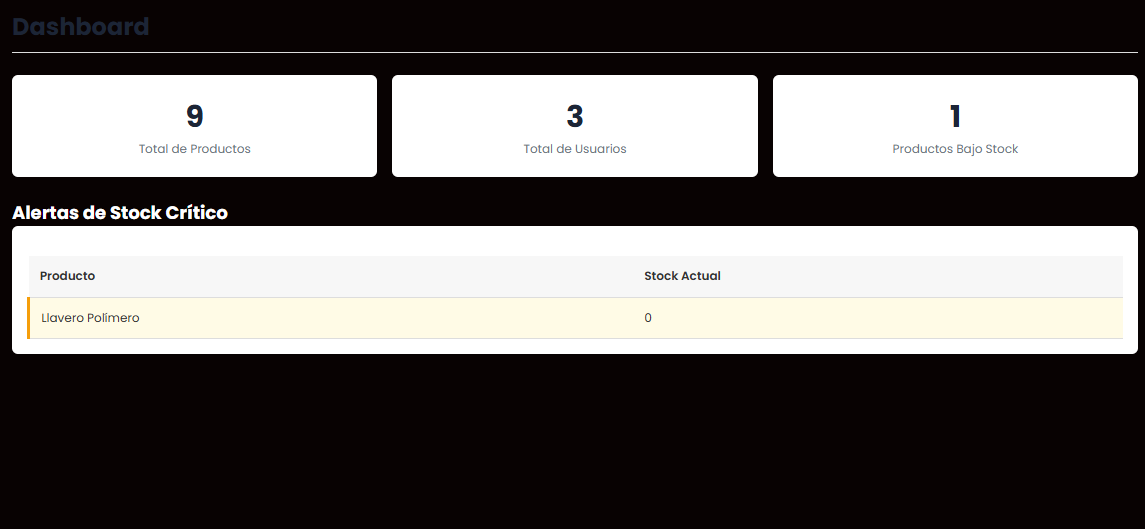 Dashboard
9
Total de Productos
3
Total de Usuarios
1
Productos Bajo Stock
Alertas de Stock Crítico
Producto Stock Actual
Llavero Polímero 0